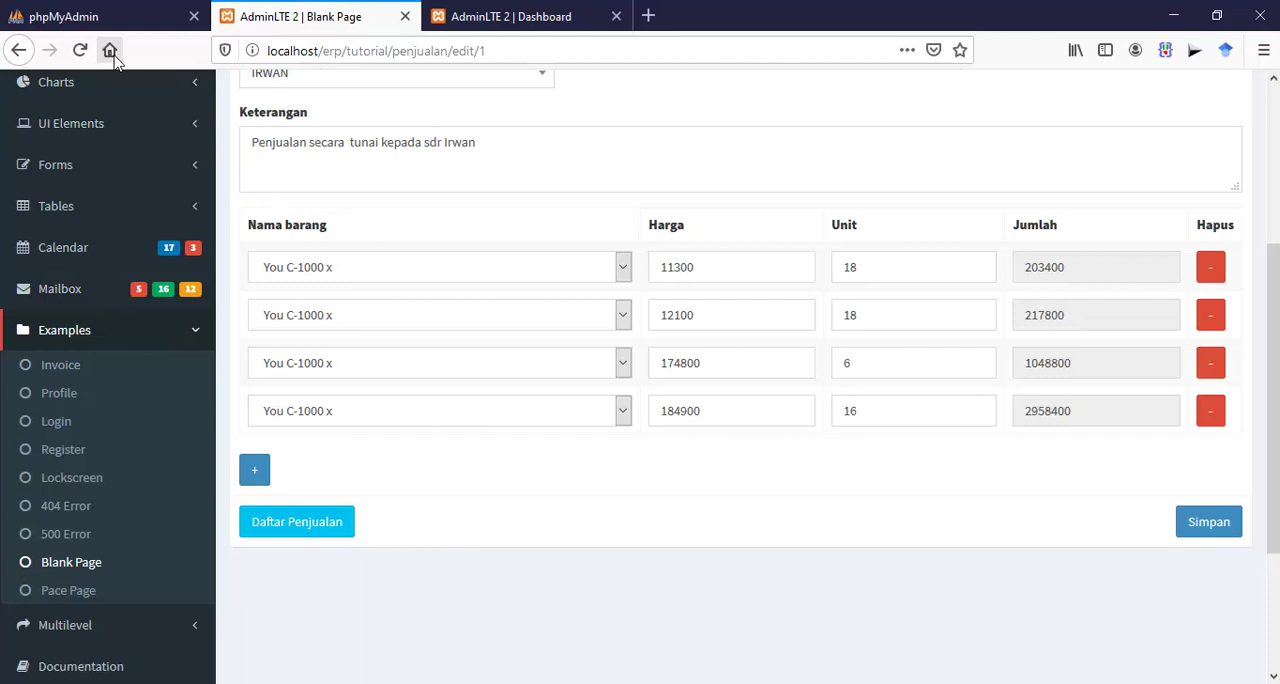 phpMyAdmin
AdminLTE 2 | Blank Page
AdminLTE 2 | Dashboard
localhost/erp/tutorial/penjualan/edit/1
Charts
UI Elements
Forms
Tables
Calendar 17 3
Mailbox 5 16 12
Examples
Invoice
Profile
Login
Register
Lockscreen
404 Error
500 Error
Blank Page
Pace Page
Multilevel
Documentation
IRWAN
Keterangan
Penjualan secara  tunai kepada sdr Irwan
Nama barang Harga Unit Jumlah Hapus
You C-1000 x 11300 18 203400 -
You C-1000 x 12100 18 217800 -
You C-1000 x 174800 6 1048800 -
You C-1000 x 184900 16 2958400 -
+
Daftar Penjualan Simpan